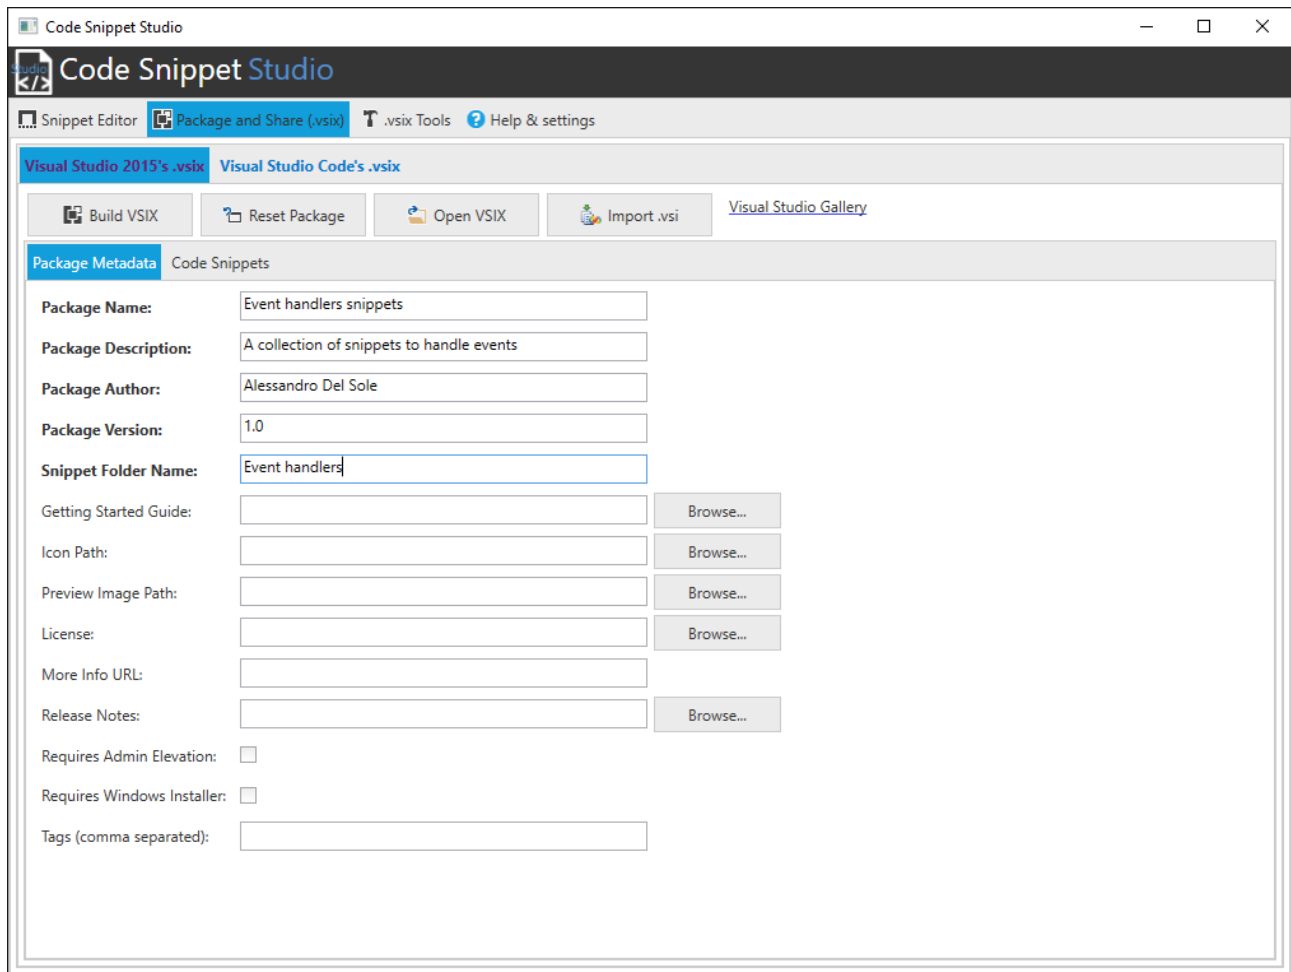 Code Snippet Studio
Studio
</>
Code Snippet Studio
Snippet Editor Package and Share (.vsix) .vsix Tools ? Help & settings
Visual Studio 2015's .vsix Visual Studio Code's .vsix
Build VSIX Reset Package Open VSIX Import .vsi Visual Studio Gallery
Package Metadata Code Snippets
Package Name: Event handlers snippets
Package Description: A collection of snippets to handle events
Package Author: Alessandro Del Sole
Package Version: 1.0
Snippet Folder Name: Event handlers
Getting Started Guide: Browse...
Icon Path: Browse...
Preview Image Path: Browse...
License: Browse...
More Info URL:
Release Notes: Browse...
Requires Admin Elevation:
Requires Windows Installer:
Tags (comma separated):